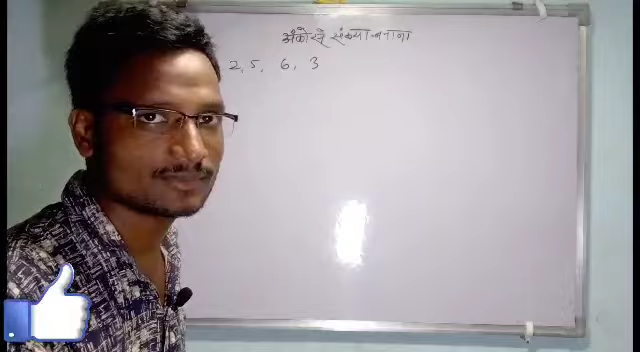 अंको से संख्या बनाना
2, 5, 6, 3